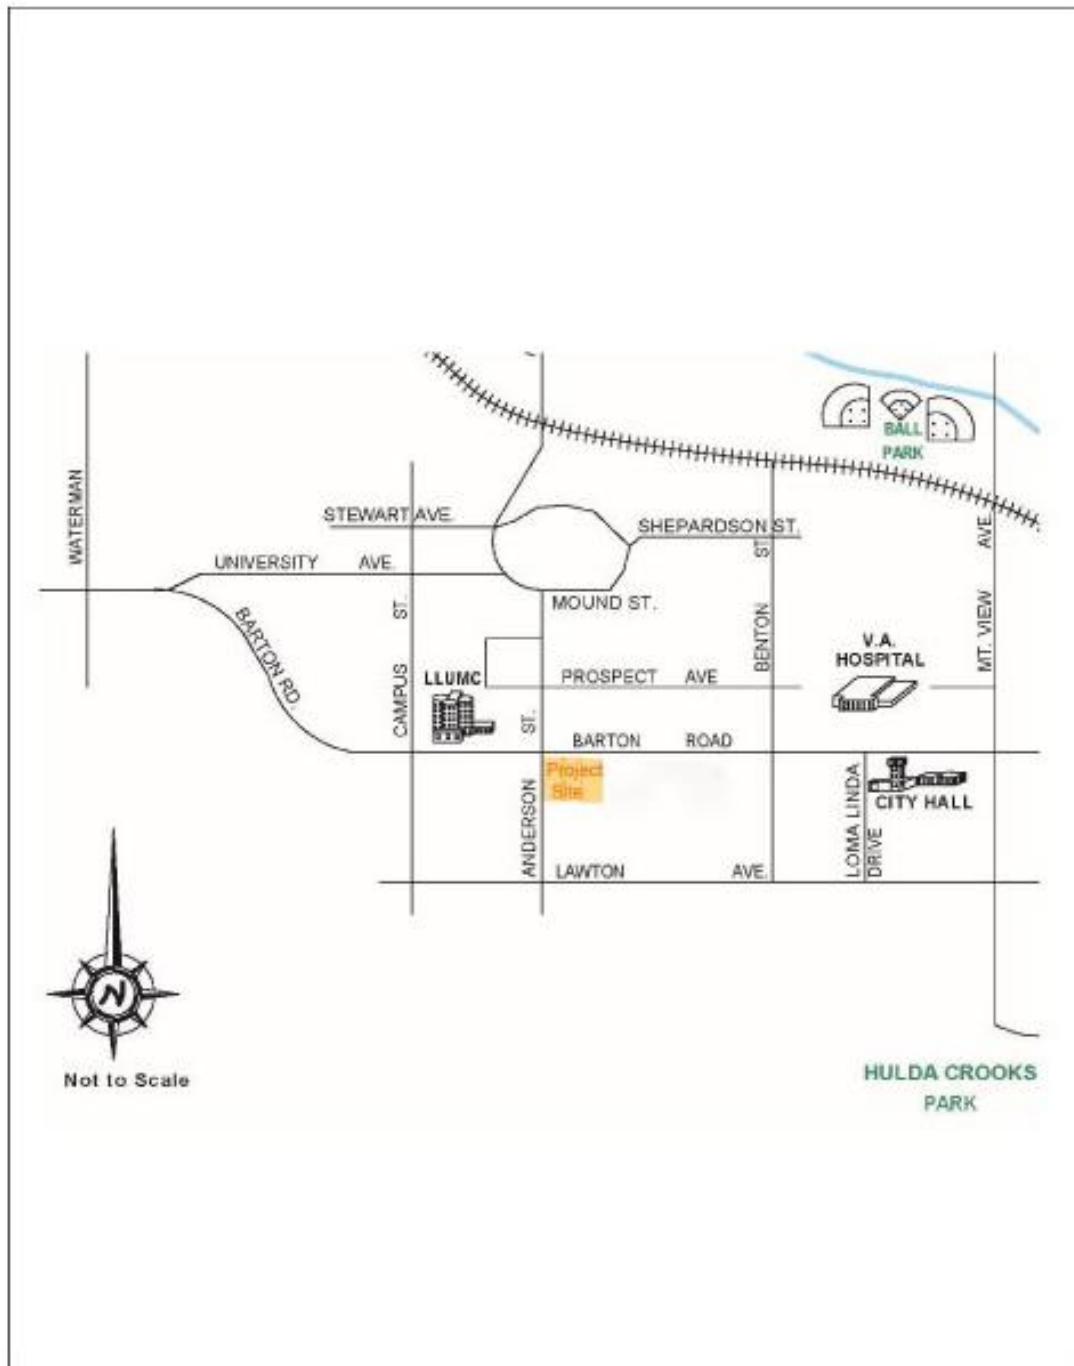 BALL
PARK
WATERMAN
STEWART AVE.
SHEPARDSON ST.
UNIVERSITY AVE.
MOUND ST.
BARTON RD.
CAMPUS ST.
BENTON ST.
MT. VIEW AVE.
V.A.
HOSPITAL
LLUMC
PROSPECT AVE
ANDERSON ST.
BARTON ROAD
Project
Site
LOMA LINDA
DRIVE
CITY HALL
LAWTON AVE.
N
Not to Scale
HULDA CROOKS
PARK